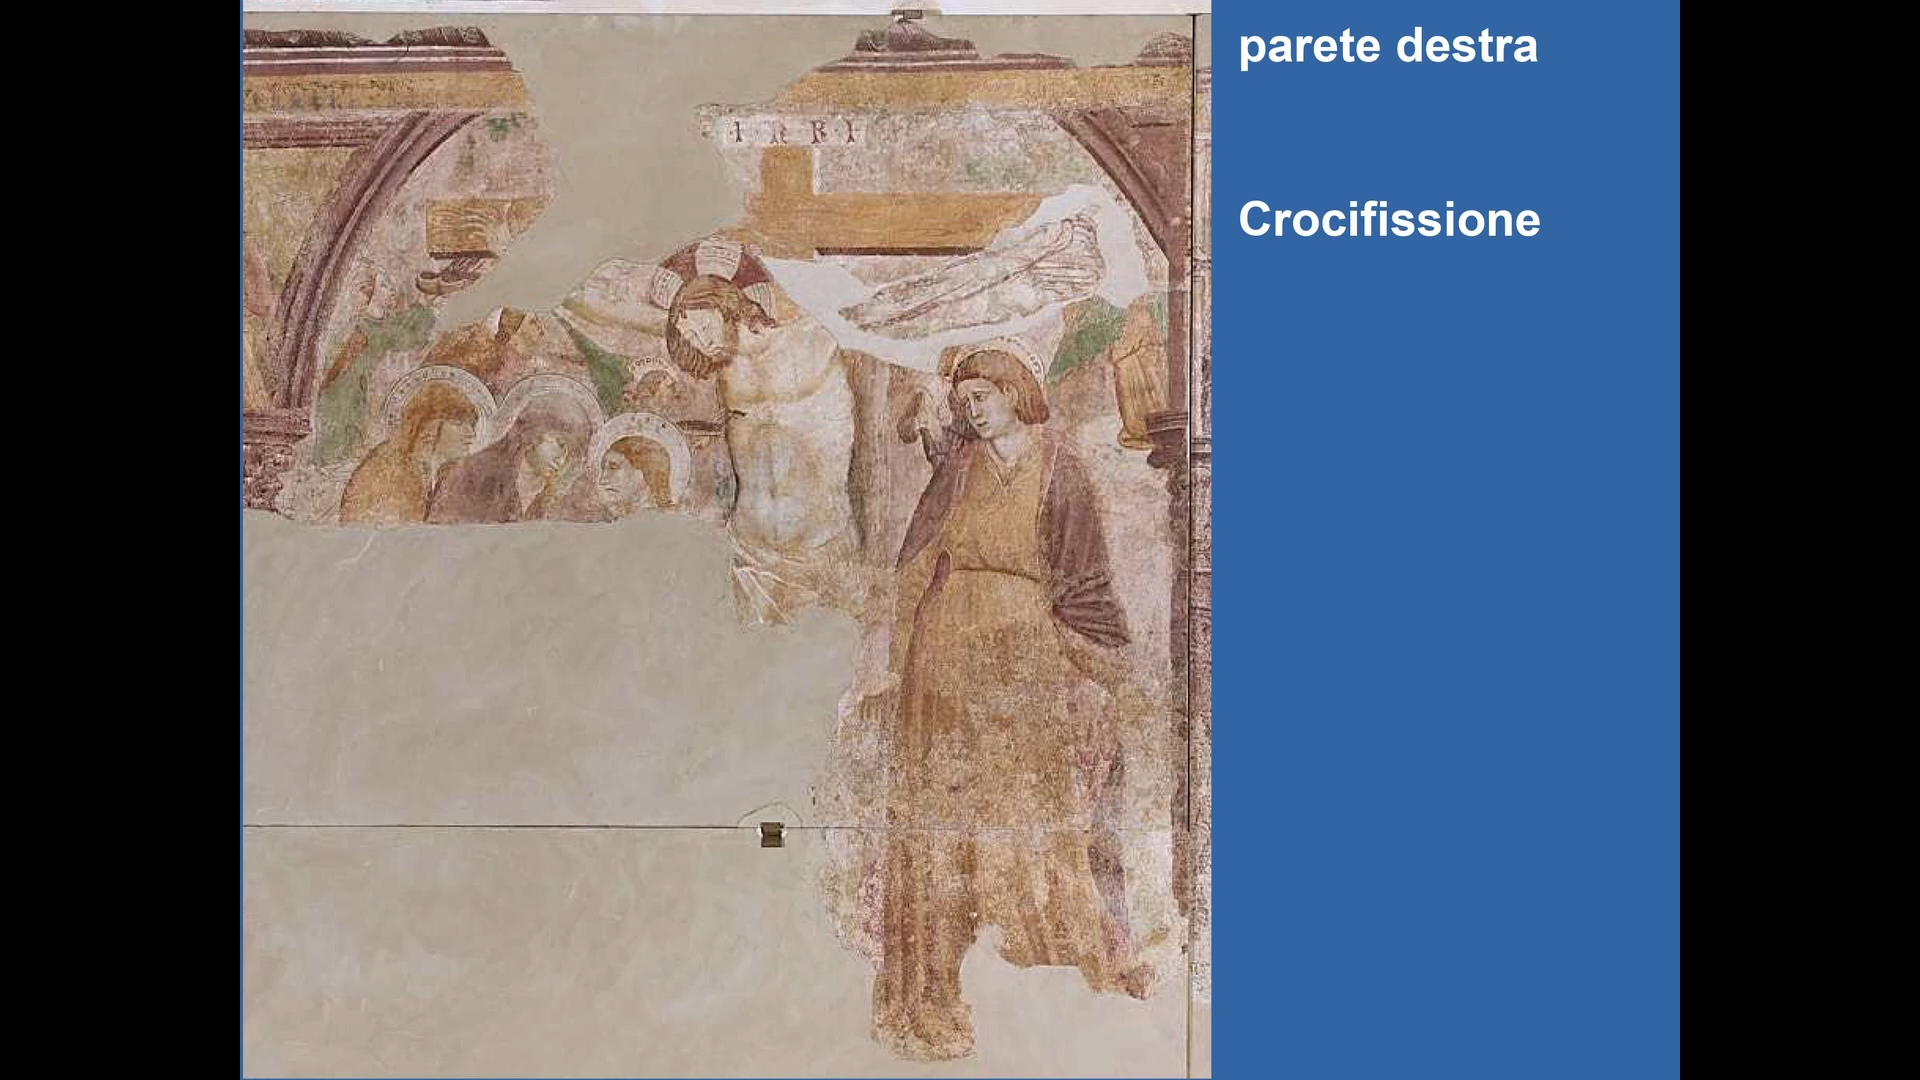 parete destra
Crocifissione
I N R I